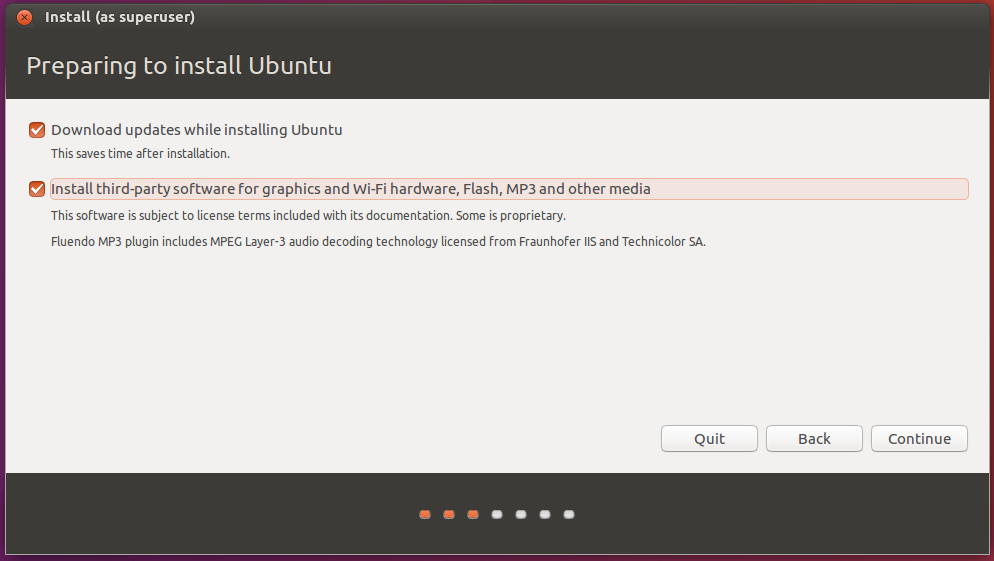 Install (as superuser)
Preparing to install Ubuntu
Download updates while installing Ubuntu
This saves time after installation.
Install third-party software for graphics and Wi-Fi hardware, Flash, MP3 and other media
This software is subject to license terms included with its documentation. Some is proprietary.
Fluendo MP3 plugin includes MPEG Layer-3 audio decoding technology licensed from Fraunhofer IIS and Technicolor SA.
Quit
Back
Continue